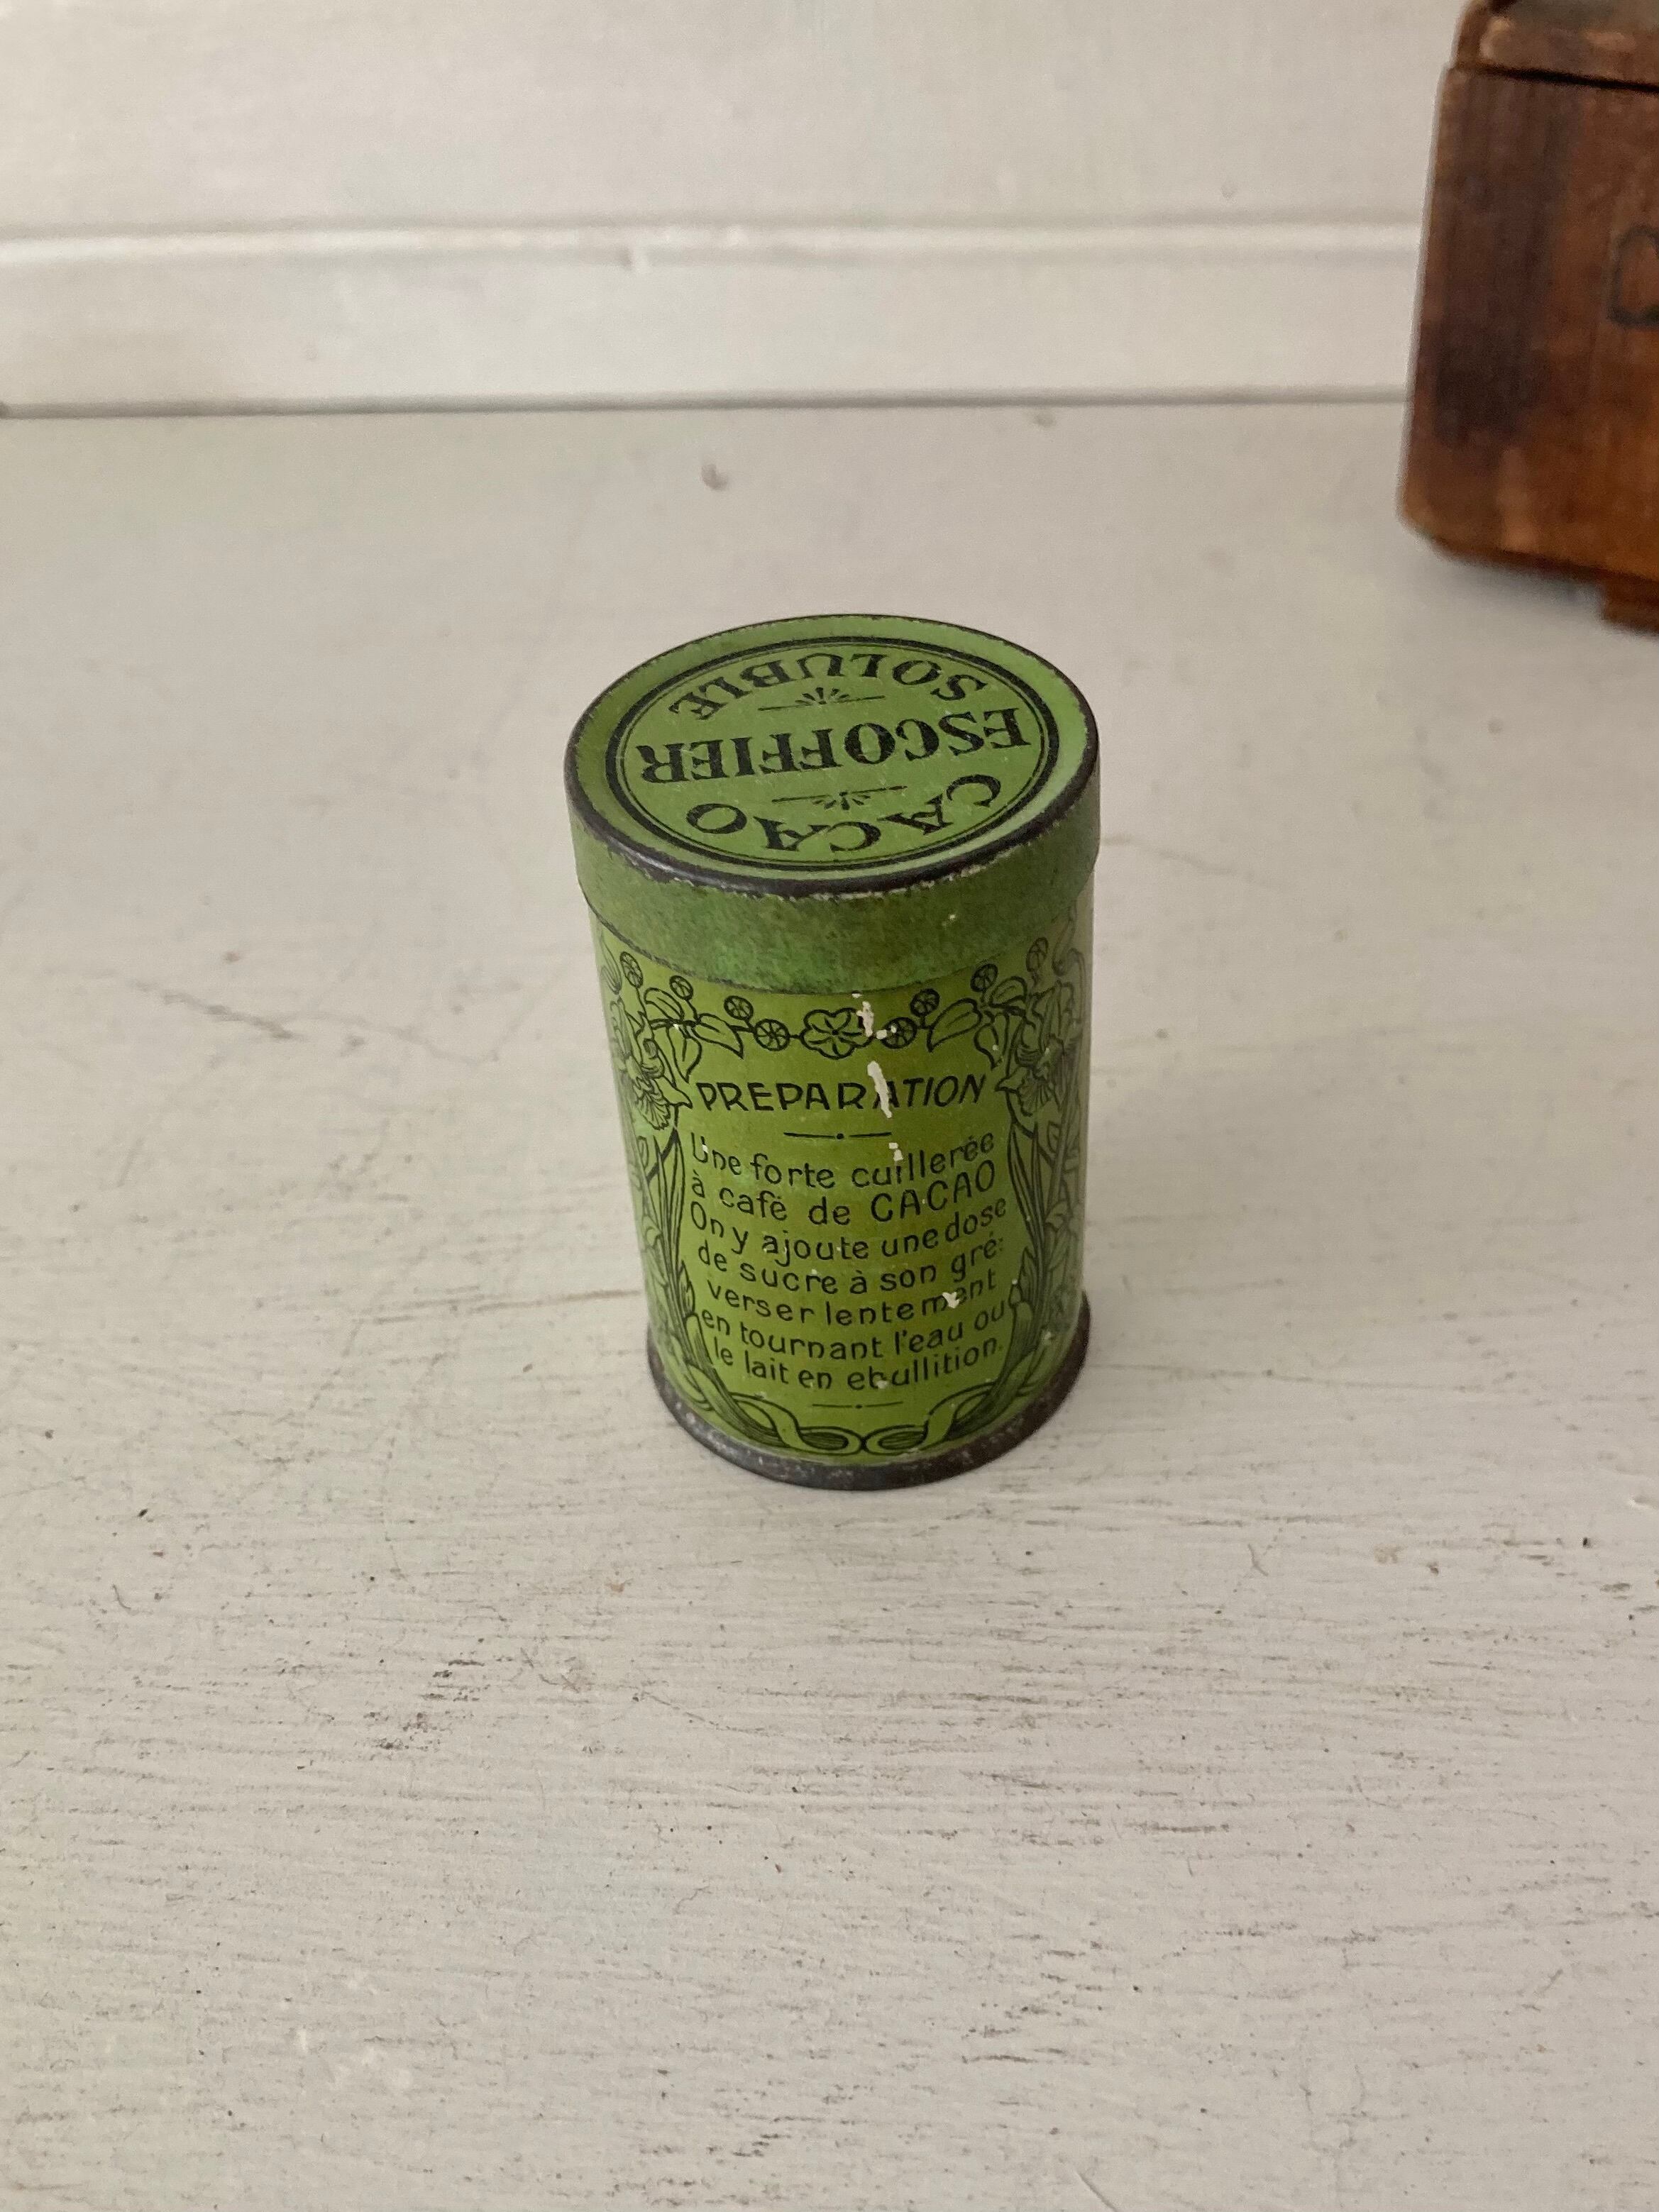 CACAO
ESCOFFIER
SOLUBLE
PREPARATION
Une forte cuillerée
à café de CACAO
On y ajoute une dose
de sucre à son gré:
verser lentement
en tournant l'eau ou
le lait en ebullition.